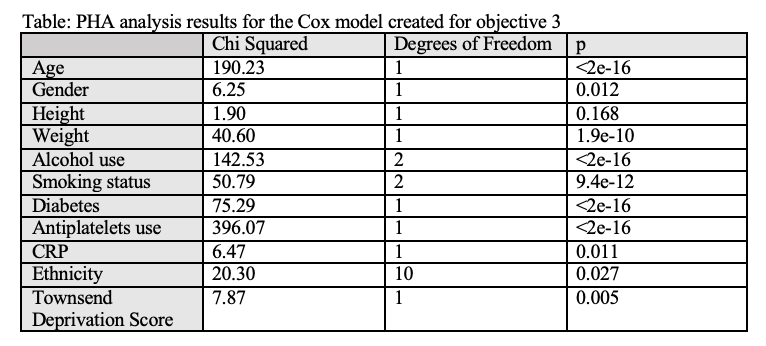 Table: PHA analysis results for the Cox model created for objective 3
Chi Squared Degrees of Freedom p
Age 190.23 1 <2e-16
Gender 6.25 1 0.012
Height 1.90 1 0.168
Weight 40.60 1 1.9e-10
Alcohol use 142.53 2 <2e-16
Smoking status 50.79 2 9.4e-12
Diabetes 75.29 1 <2e-16
Antiplatelets use 396.07 1 <2e-16
CRP 6.47 1 0.011
Ethnicity 20.30 10 0.027
Townsend 7.87 1 0.005
Deprivation Score